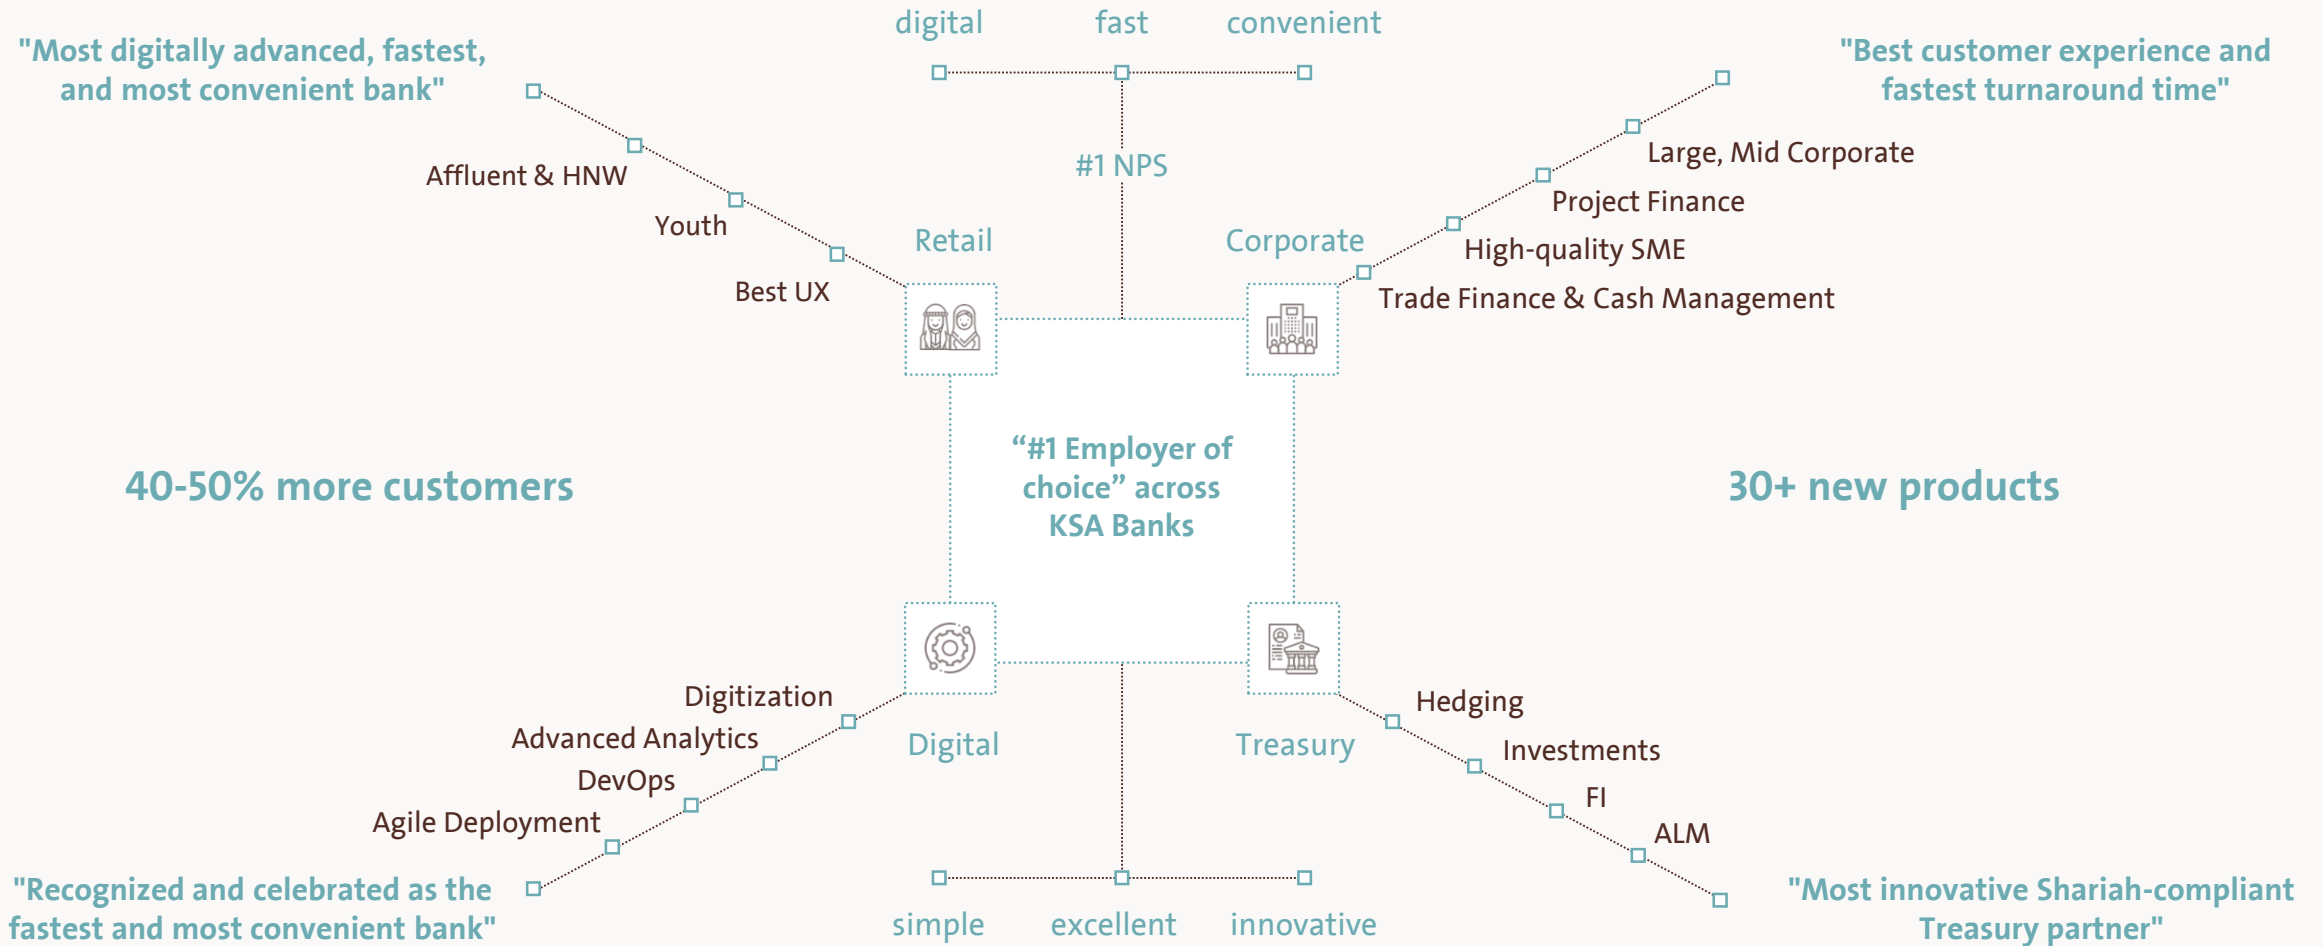 digital
fast
convenient
"Most digitally advanced, fastest,
and most convenient bank"
"Best customer experience and
fastest turnaround time"
#1 NPS
Affluent & HNW
Youth
Best UX
Retail
Corporate
Large, Mid Corporate
Project Finance
High-quality SME
Trade Finance & Cash Management
40-50% more customers
“#1 Employer of
choice” across
KSA Banks
30+ new products
Digitization
Advanced Analytics
DevOps
Agile Deployment
Digital
Treasury
Hedging
Investments
FI
ALM
"Recognized and celebrated as the
fastest and most convenient bank"
simple
excellent
innovative
"Most innovative Shariah-compliant
Treasury partner"